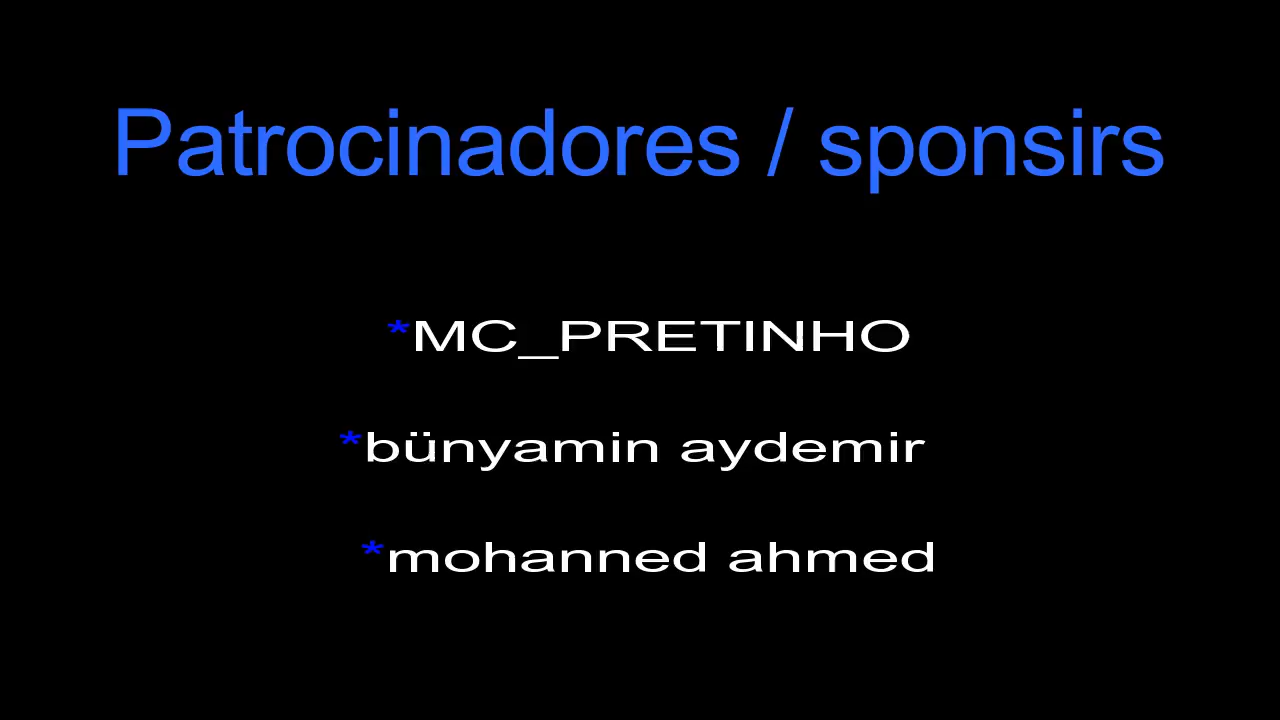 Patrocinadores / sponsirs
*MC_PRETINHO
*bünyamin aydemir
*mohanned ahmed